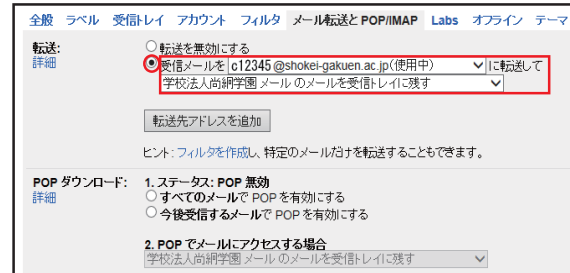 全般 ラベル 受信トレイ アカウント フィルタ メール転送と POP/IMAP Labs オフライン テーマ
転送: 転送を無効にする
詳細 受信メールを c12345@shokei-gakuen.ac.jp(使用中) に転送して
学校法人尚絅学園 メール のメールを受信トレイに残す
転送先アドレスを追加
ヒント: フィルタを作成し、特定のメールだけを転送することもできます。
POP ダウンロード: 1. ステータス: POP 無効
詳細 すべてのメールで POP を有効にする
今後受信するメールで POP を有効にする
2. POP でメールにアクセスする場合
学校法人尚絅学園 メール のメールを受信トレイに残す